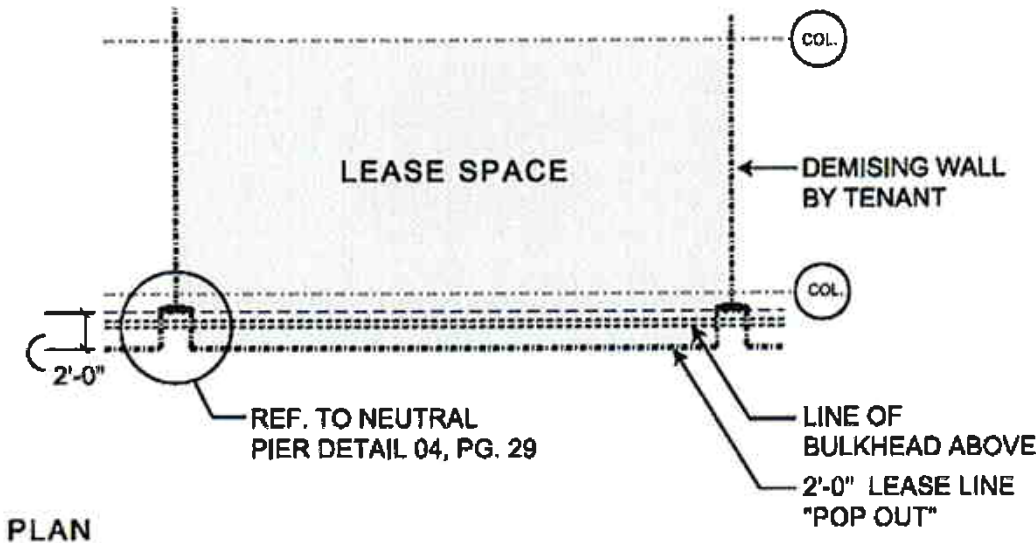 COL.
LEASE SPACE
DEMISING WALL
BY TENANT
COL.
2'-0"
REF. TO NEUTRAL
PIER DETAIL 04, PG. 29
LINE OF
BULKHEAD ABOVE
2'-0" LEASE LINE
"POP OUT"
PLAN